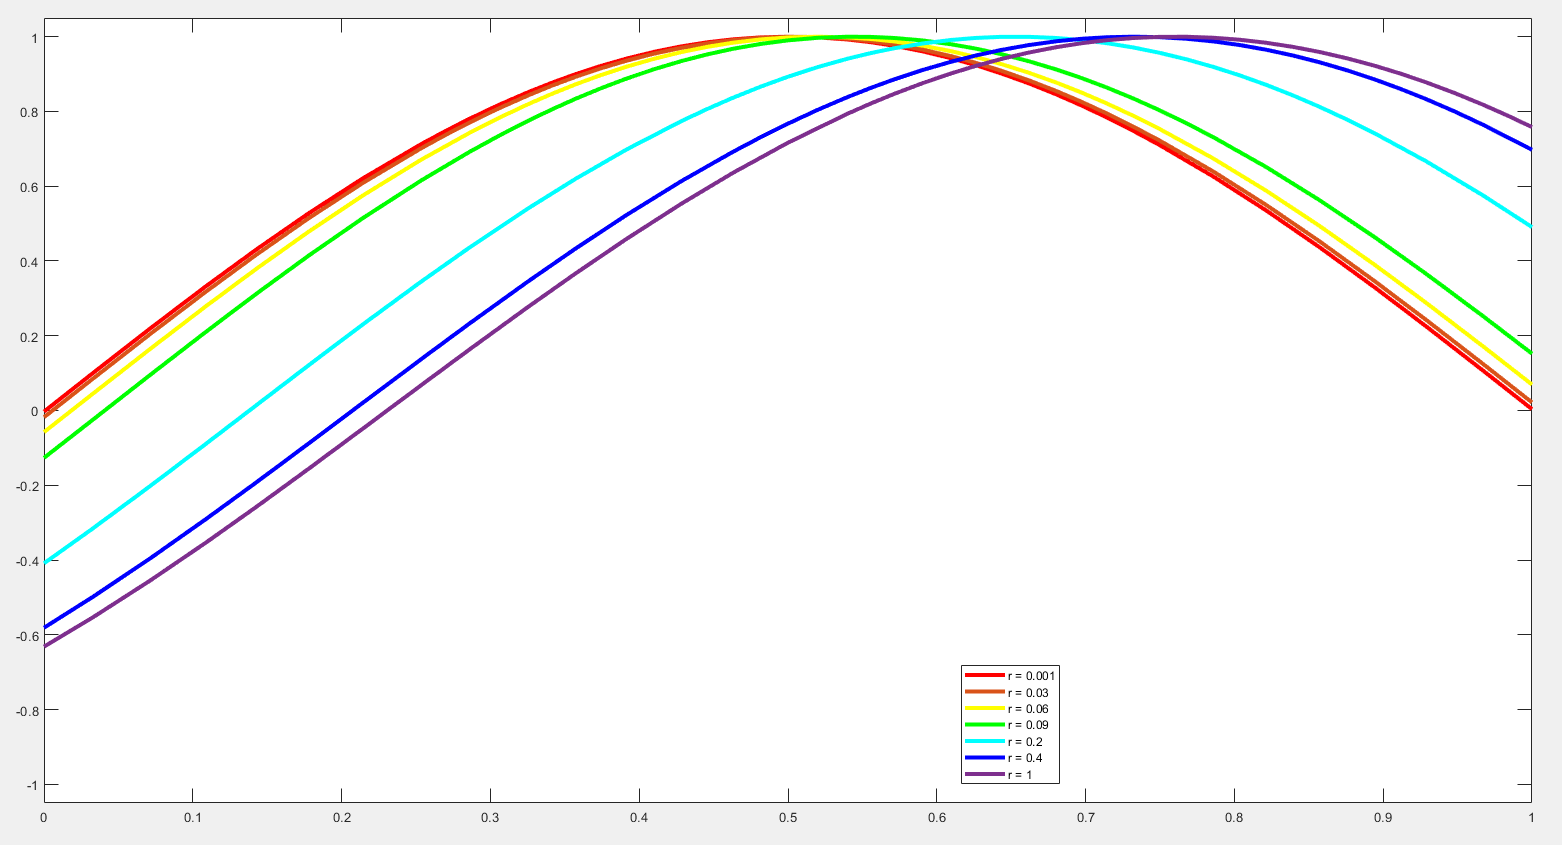 1
0.8
0.6
0.4
0.2
0
-0.2
-0.4
-0.6
-0.8
-1
0 0.1 0.2 0.3 0.4 0.5 0.6 0.7 0.8 0.9 1
r = 0.001
r = 0.03
r = 0.06
r = 0.09
r = 0.2
r = 0.4
r = 1